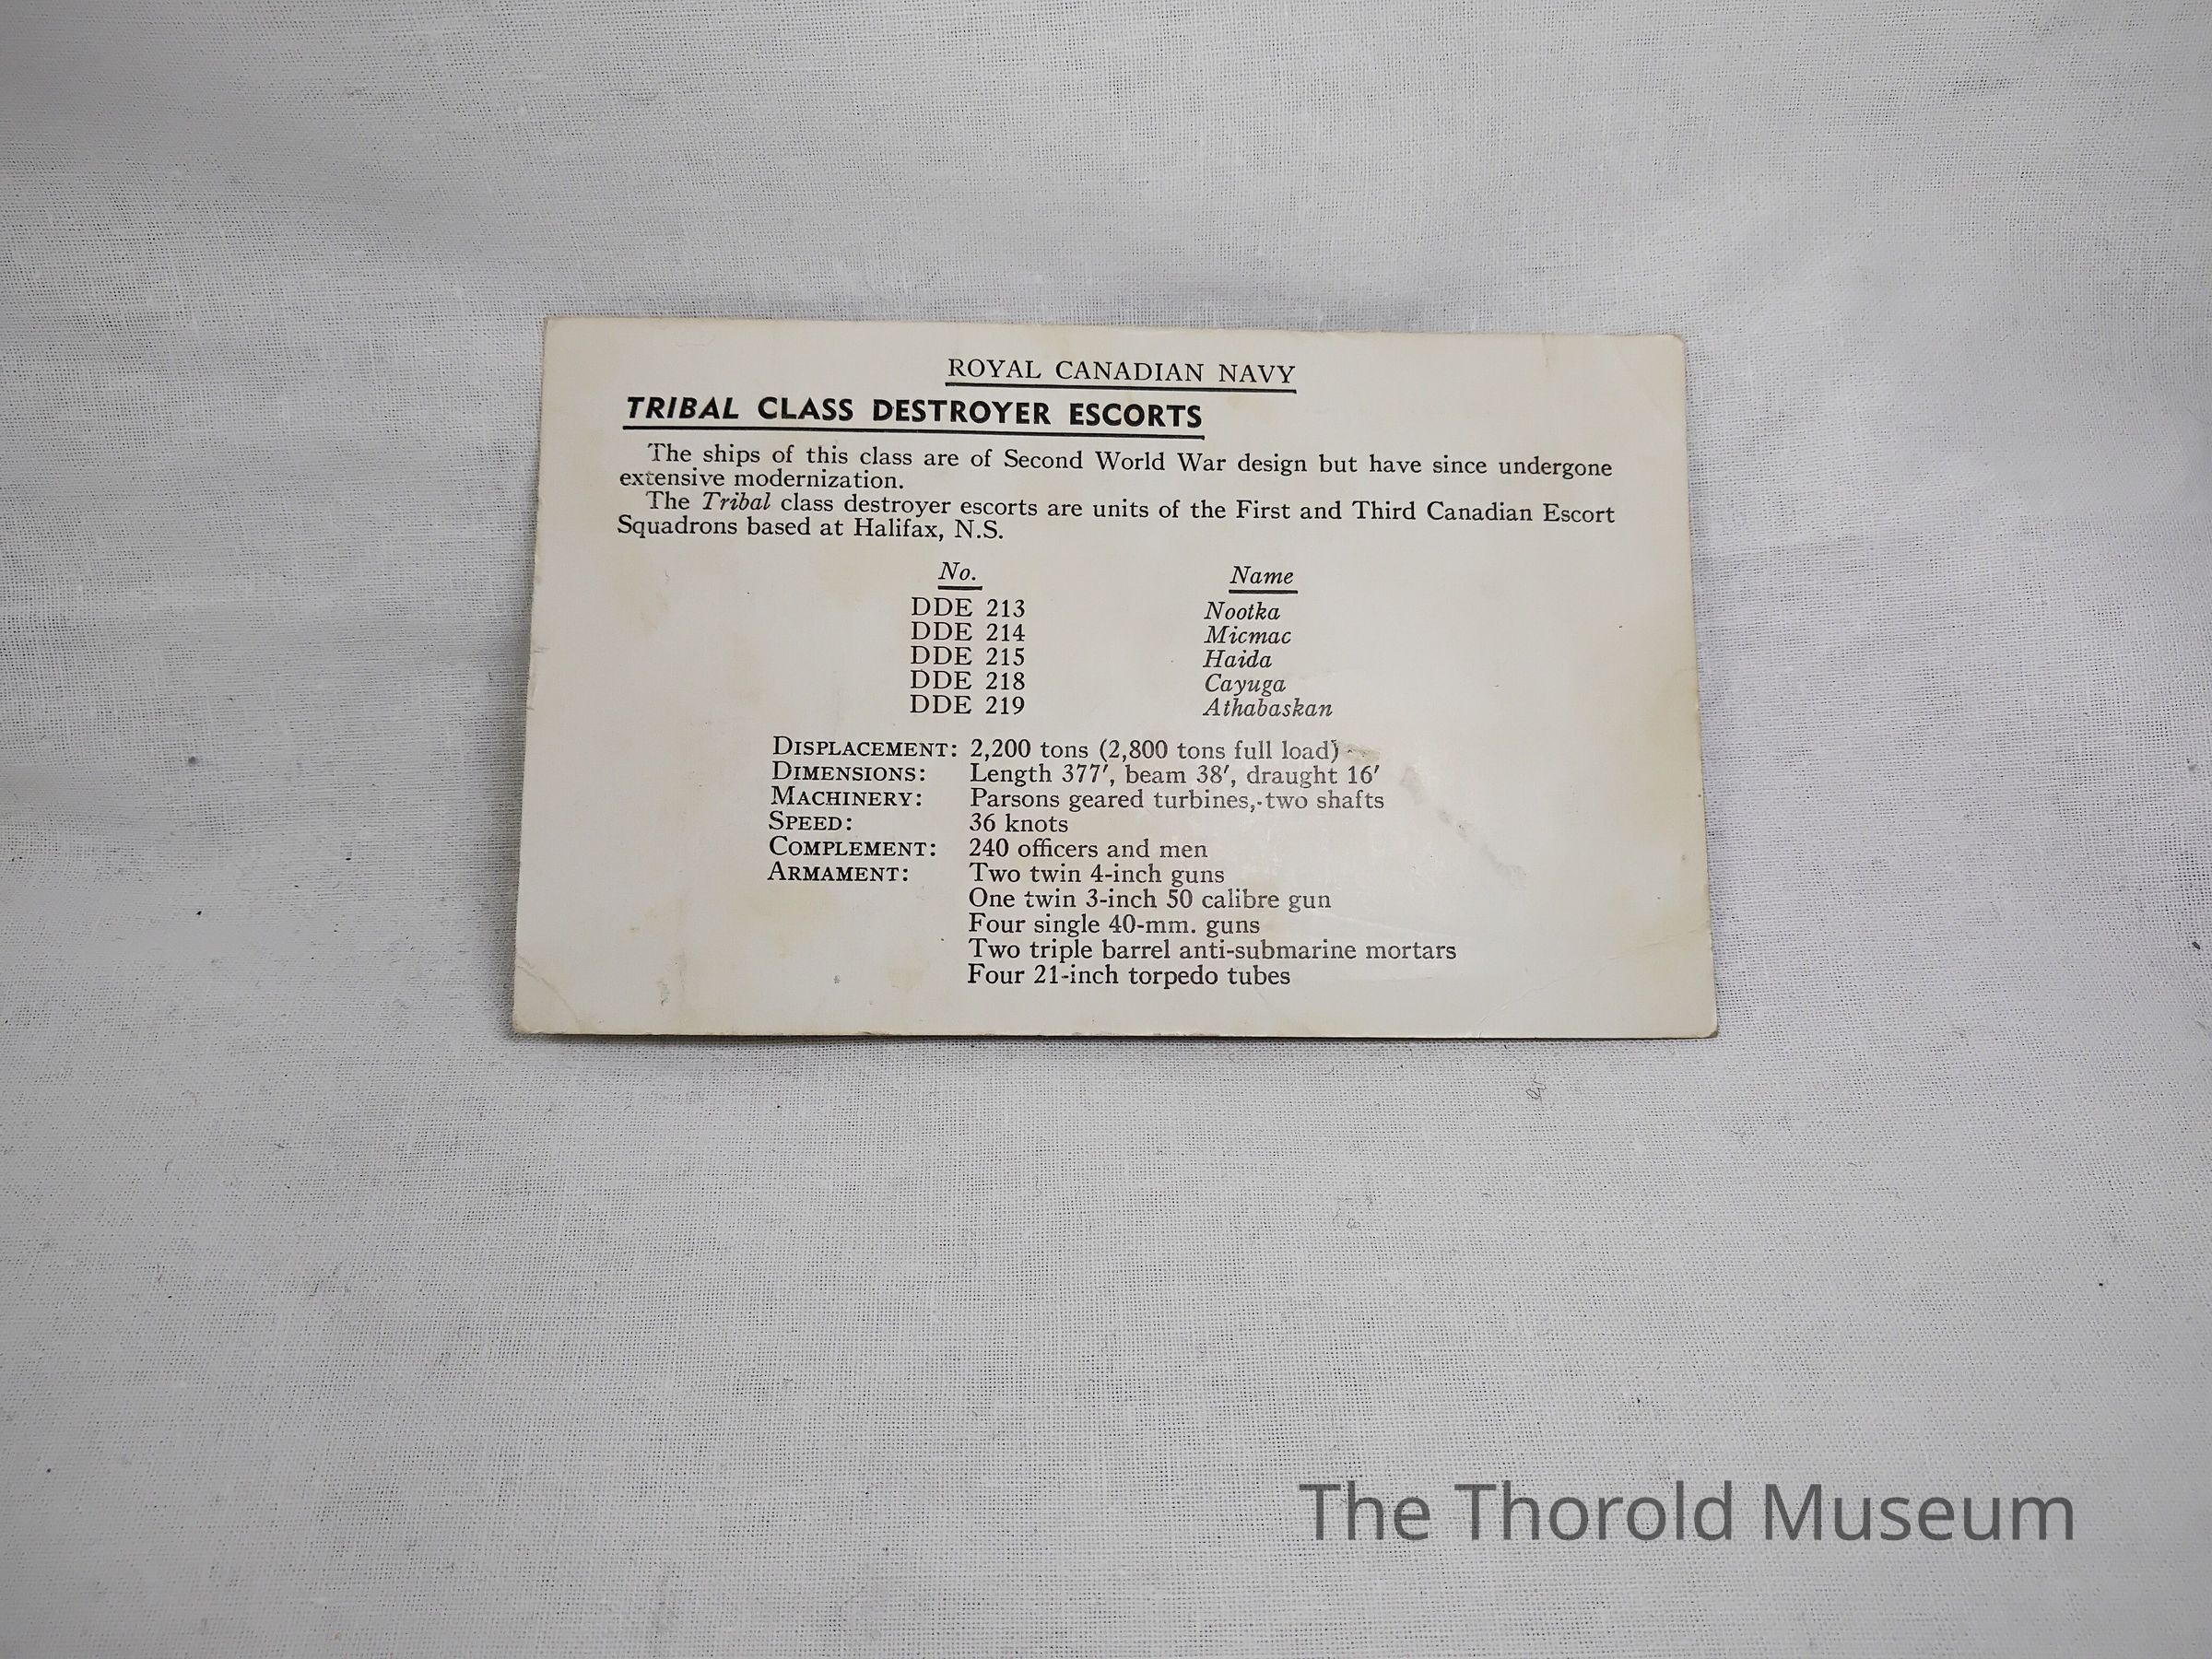 ROYAL CANADIAN NAVY
TRIBAL CLASS DESTROYER ESCORTS
The ships of this class are of Second World War design but have since undergone
extensive modernization.
The Tribal class destroyer escorts are units of the First and Third Canadian Escort
Squadrons based at Halifax, N.S.
No. Name
DDE 213 Nootka
DDE 214 Micmac
DDE 215 Haida
DDE 218 Cayuga
DDE 219 Athabaskan
DISPLACEMENT: 2,200 tons (2,800 tons full load)
DIMENSIONS: Length 377′, beam 38′, draught 16′
MACHINERY: Parsons geared turbines, two shafts
SPEED: 36 knots
COMPLEMENT: 240 officers and men
ARMAMENT: Two twin 4-inch guns
One twin 3-inch 50 calibre gun
Four single 40-mm. guns
Two triple barrel anti-submarine mortars
Four 21-inch torpedo tubes
The Thorold Museum